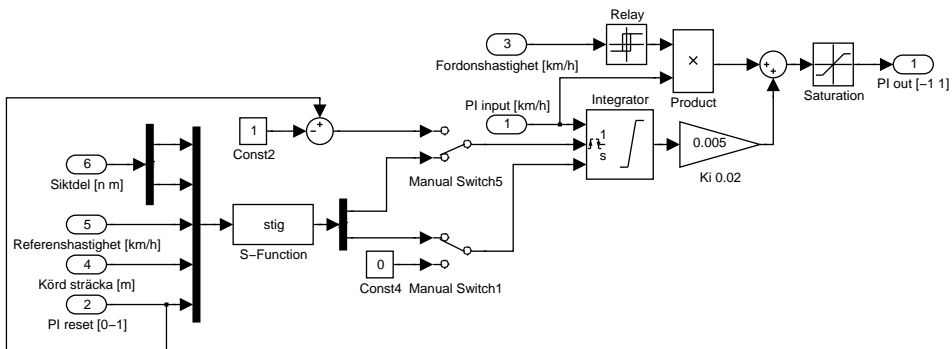 Relay
3
Fordonshastighet [km/h]
×
Product
+
+
Saturation
1
PI out [−1 1]
PI input [km/h]
1
Integrator
1
s
0.005
Ki 0.02
+
−
1
Const2
Manual Switch5
6
Siktdel [n m]
5
Referenshastighet [km/h]
stig
S−Function
4
Körd sträcka [m]
0
Const4
Manual Switch1
2
PI reset [0−1]